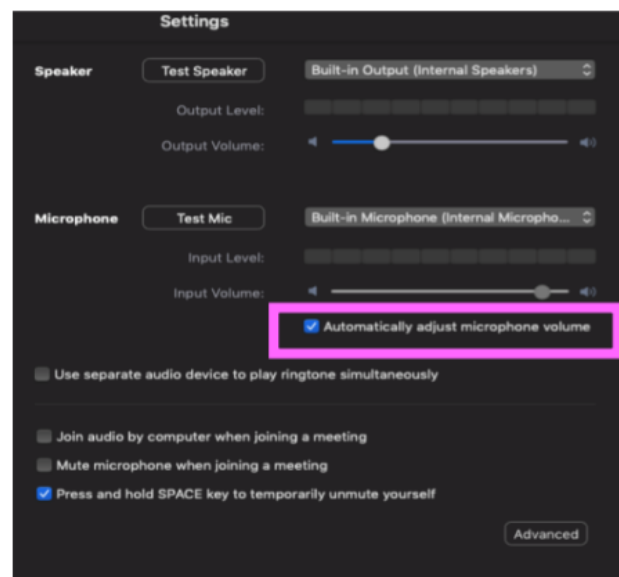 Settings
Speaker Test Speaker Built-in Output (Internal Speakers)
Output Level:
Output Volume:
Microphone Test Mic Built-in Microphone (Internal Micropho...
Input Level:
Input Volume:
Automatically adjust microphone volume
Use separate audio device to play ringtone simultaneously
Join audio by computer when joining a meeting
Mute microphone when joining a meeting
Press and hold SPACE key to temporarily unmute yourself
Advanced